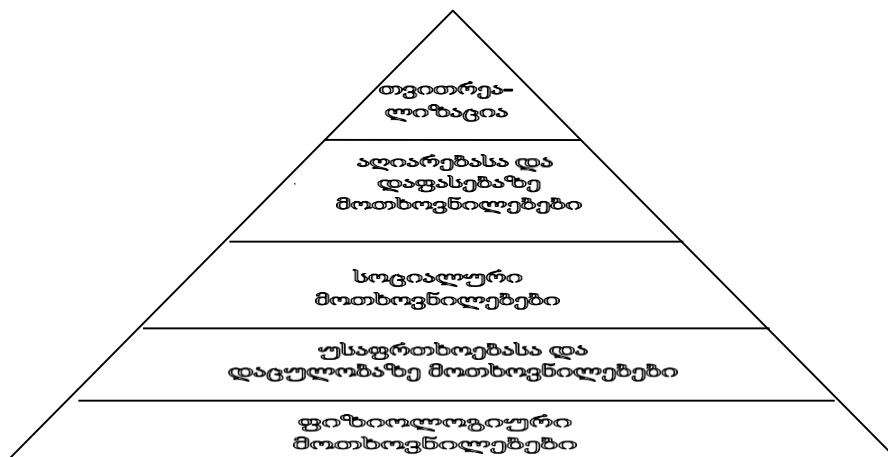 თვითრეა-
ლიზაცია
აღიარებასა და
დაფასებაზე
მოთხოვნილებები
სოციალური
მოთხოვნილებები
უსაფრთხოებასა და
დაცულობაზე მოთხოვნილებები
ფიზიოლოგიური
მოთხოვნილებები